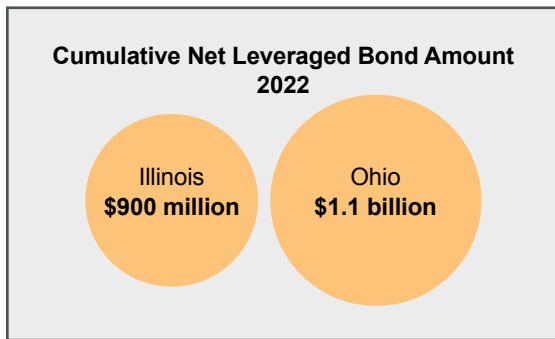 Cumulative Net Leveraged Bond Amount
2022
Illinois
$900 million
Ohio
$1.1 billion